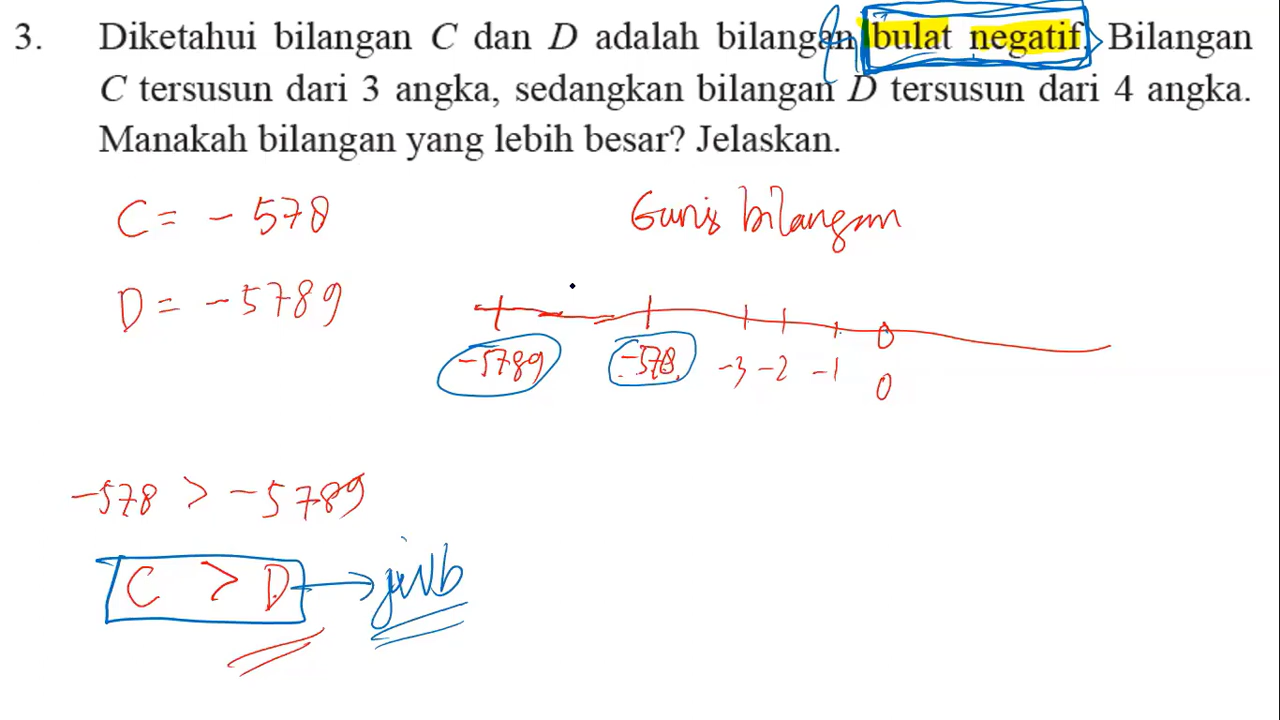 3. Diketahui bilangan C dan D adalah bilangan bulat negatif. Bilangan
C tersusun dari 3 angka, sedangkan bilangan D tersusun dari 4 angka.
Manakah bilangan yang lebih besar? Jelaskan.
C = - 578
Garis bilangan
D = - 5789
-5789 -578 -3 -2 -1 0
0
-578 > -5789
C > D → jwb